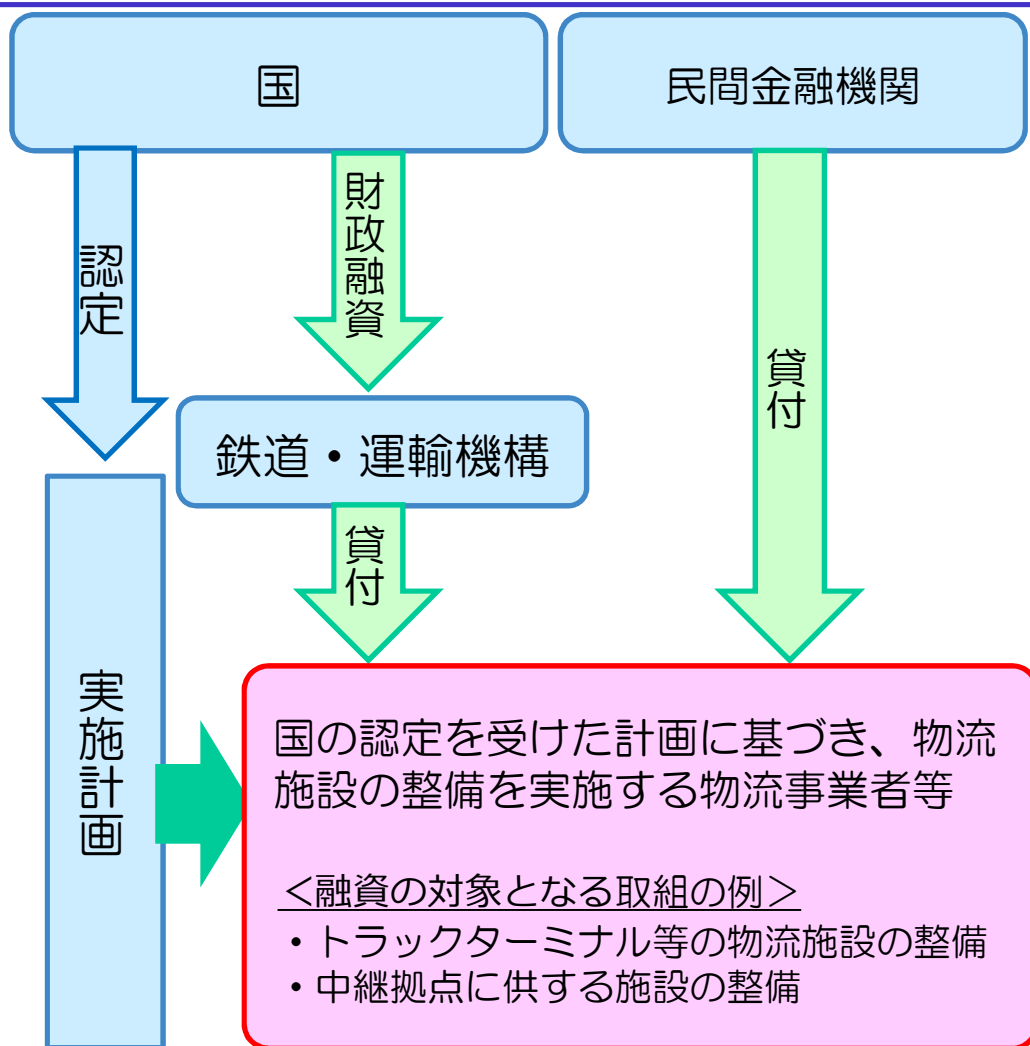 国
民間金融機関
認定
財政融資
貸付
鉄道・運輸機構
貸付
実施計画
国の認定を受けた計画に基づき、物流
施設の整備を実施する物流事業者等
＜融資の対象となる取組の例＞
・トラックターミナル等の物流施設の整備
・中継拠点に供する施設の整備